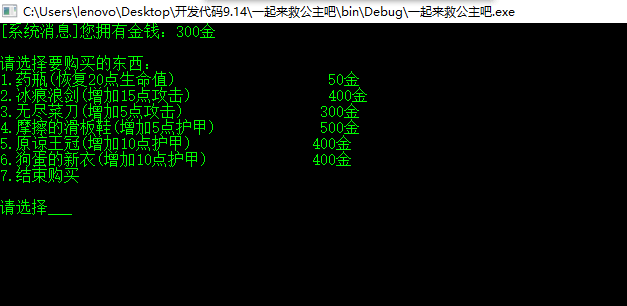 C:\Users\lenovo\Desktop\开发代码9.14\一起来救公主吧\bin\Debug\一起来救公主吧.exe
[系统消息]您拥有金钱：300金
请选择要购买的东西：
1.药瓶(恢复20点生命值) 50金
2.冰痕浪剑(增加15点攻击) 400金
3.无尽菜刀(增加5点攻击) 300金
4.摩擦的滑板鞋(增加5点护甲) 500金
5.原谅王冠(增加10点护甲) 400金
6.狗蛋的新衣(增加10点护甲) 400金
7.结束购买
请选择___